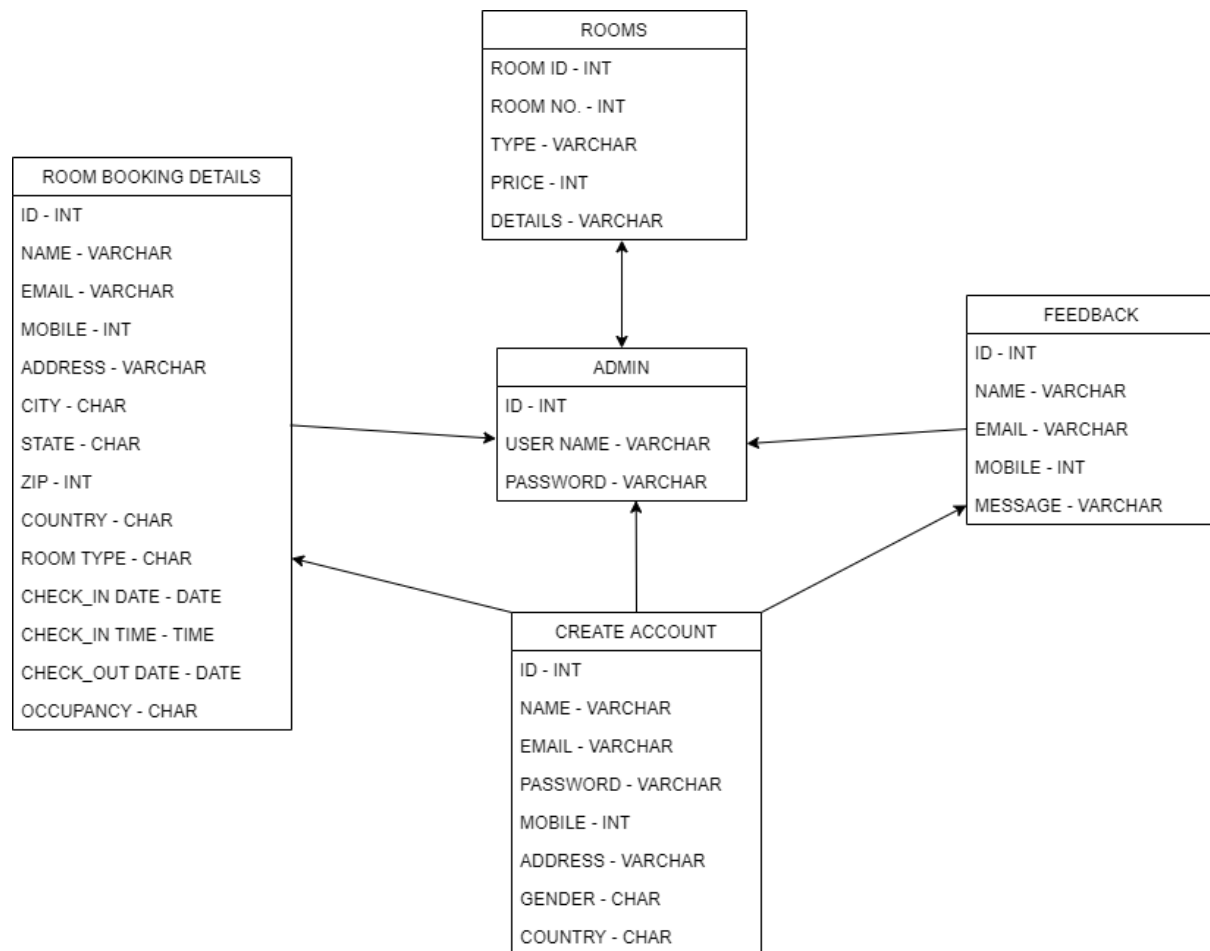 ROOMS
ROOM ID - INT
ROOM NO. - INT
TYPE - VARCHAR
PRICE - INT
DETAILS - VARCHAR
ROOM BOOKING DETAILS
ID - INT
NAME - VARCHAR
EMAIL - VARCHAR
MOBILE - INT
ADDRESS - VARCHAR
CITY - CHAR
STATE - CHAR
ZIP - INT
COUNTRY - CHAR
ROOM TYPE - CHAR
CHECK_IN DATE - DATE
CHECK_IN TIME - TIME
CHECK_OUT DATE - DATE
OCCUPANCY - CHAR
ADMIN
ID - INT
USER NAME - VARCHAR
PASSWORD - VARCHAR
FEEDBACK
ID - INT
NAME - VARCHAR
EMAIL - VARCHAR
MOBILE - INT
MESSAGE - VARCHAR
CREATE ACCOUNT
ID - INT
NAME - VARCHAR
EMAIL - VARCHAR
PASSWORD - VARCHAR
MOBILE - INT
ADDRESS - VARCHAR
GENDER - CHAR
COUNTRY - CHAR